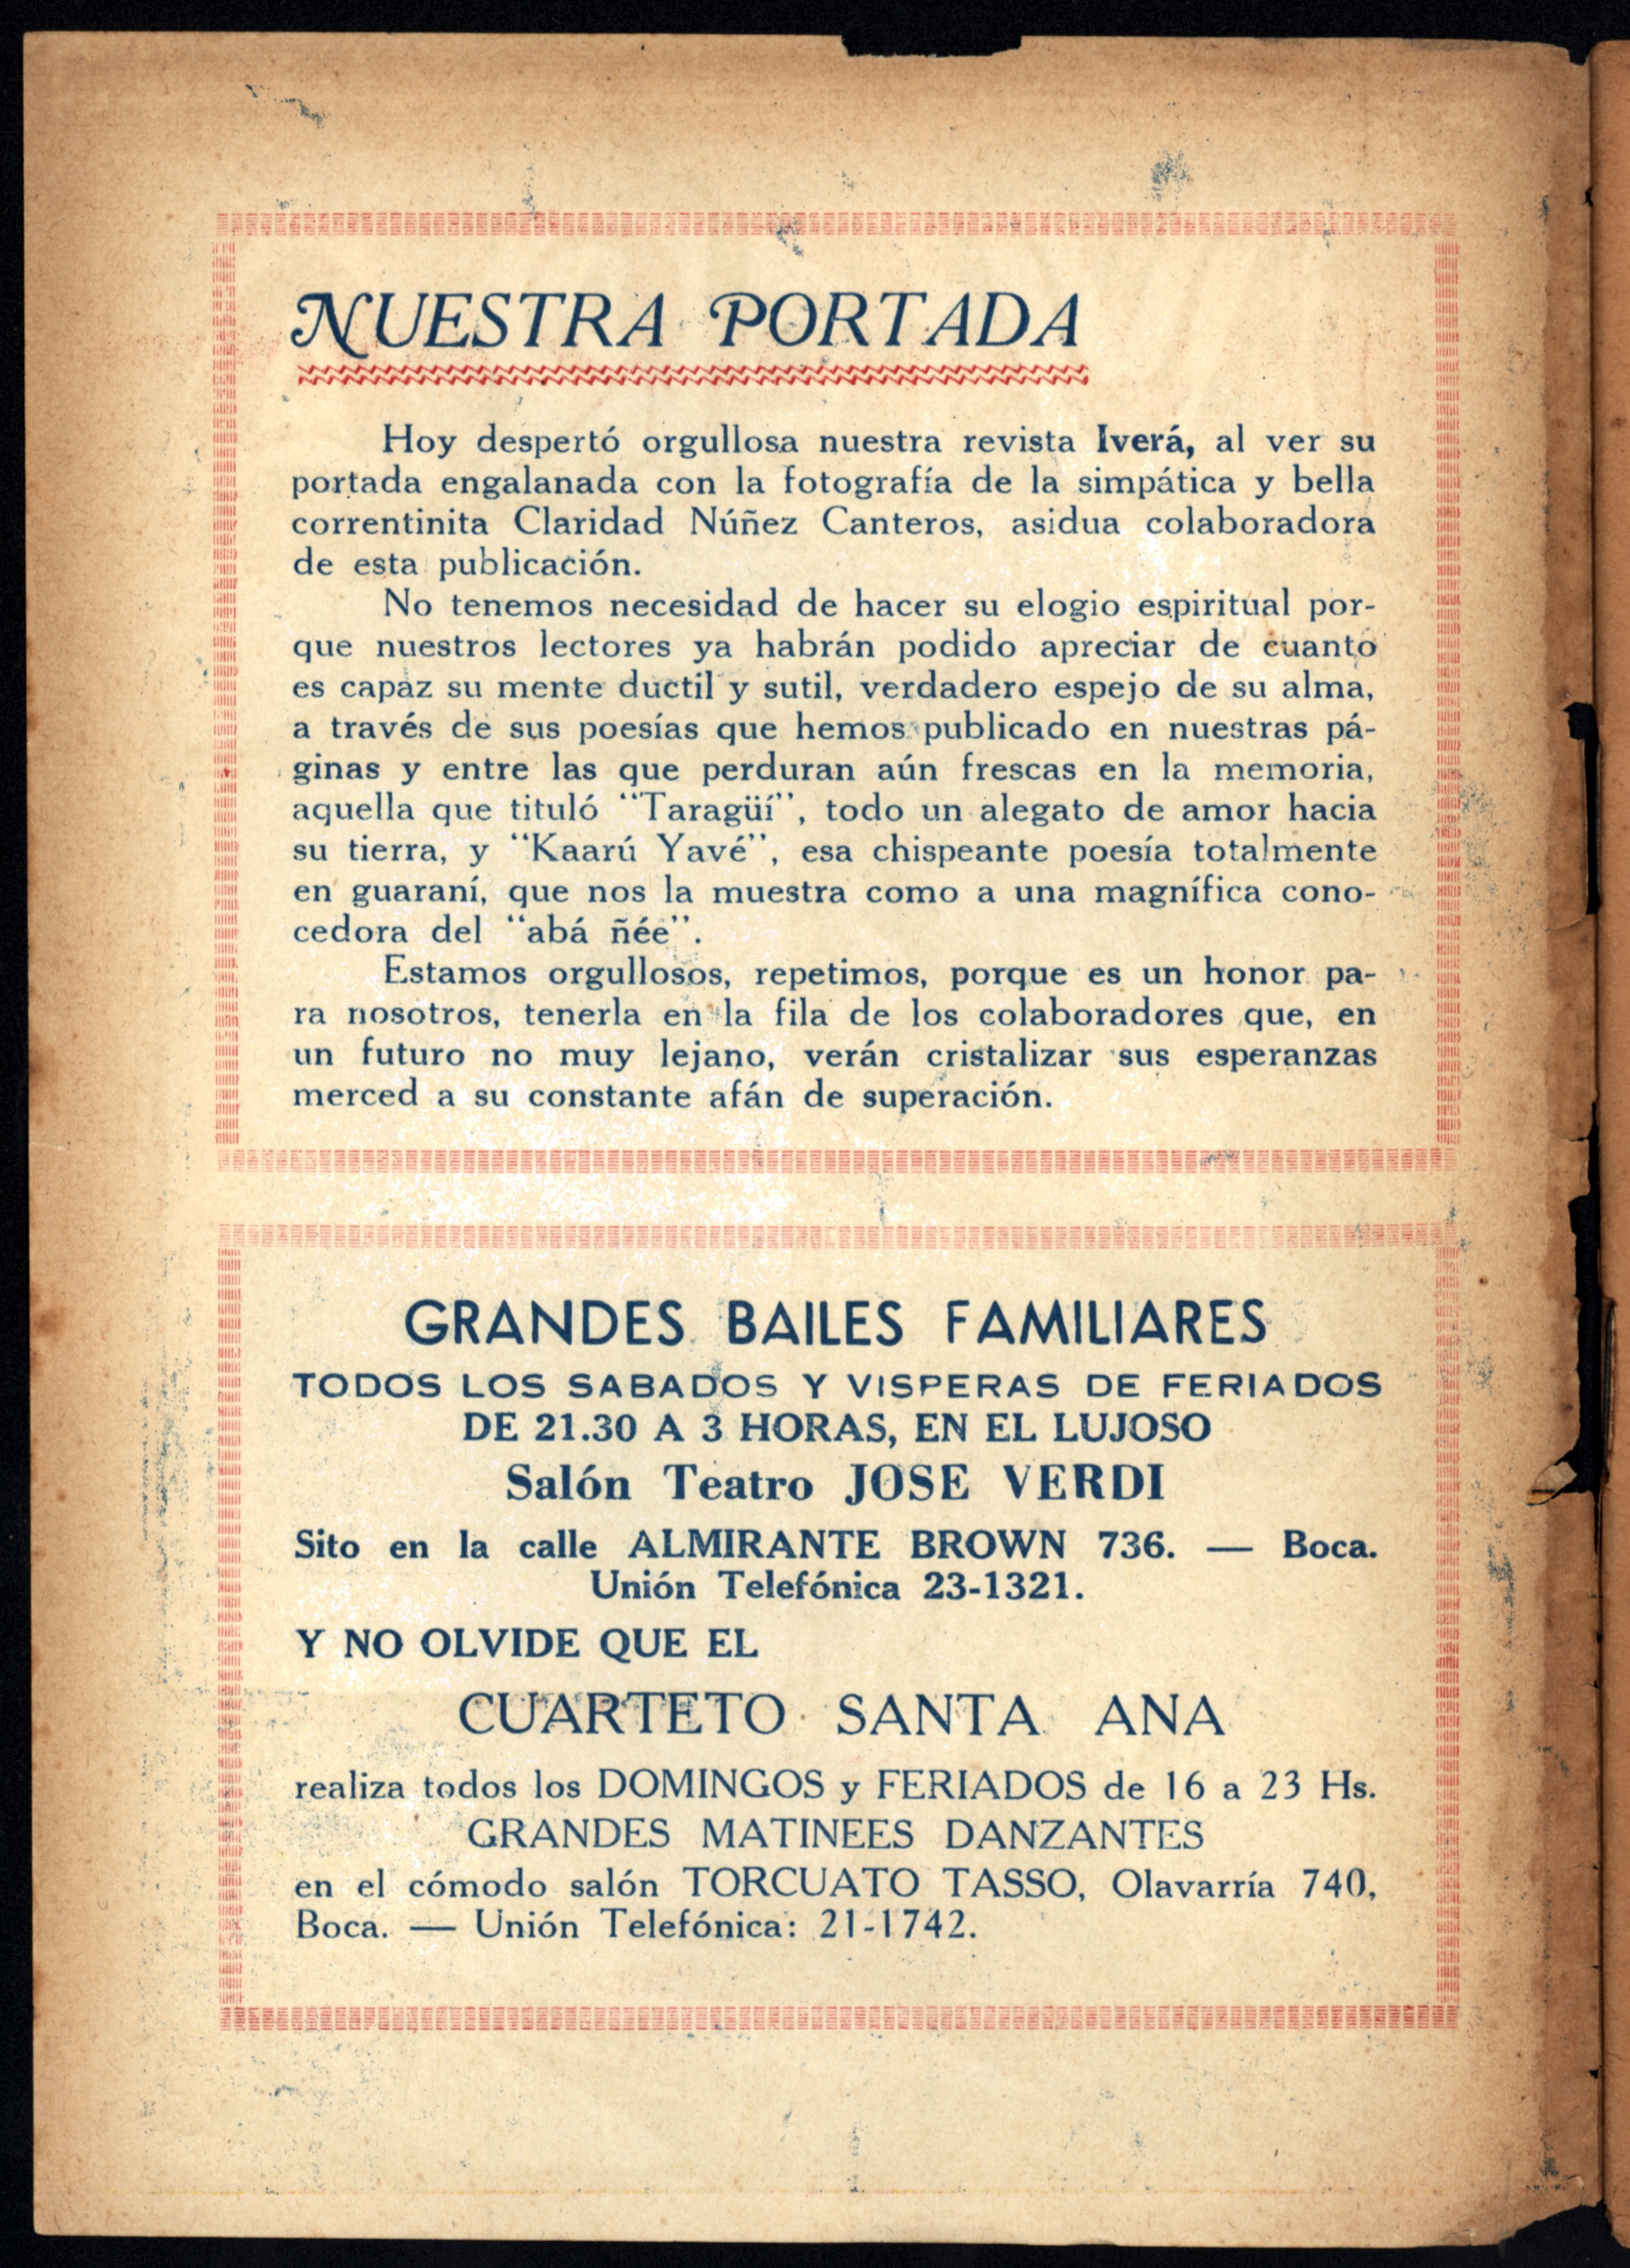 NUESTRA PORTADA
Hoy despertó orgullosa nuestra revista Iverá, al ver su
portada engalanada con la fotografía de la simpática y bella
correntinita Claridad Núñez Canteros, asidua colaboradora
de esta publicación.
No tenemos necesidad de hacer su elogio espiritual por-
que nuestros lectores ya habrán podido apreciar de cuanto
es capaz su mente ductil y sutil, verdadero espejo de su alma,
a través de sus poesías que hemos publicado en nuestras pá-
ginas y entre las que perduran aún frescas en la memoria,
aquella que tituló "Taragüí", todo un alegato de amor hacia
su tierra, y "Kaarú Yavé", esa chispeante poesía totalmente
en guaraní, que nos la muestra como a una magnífica cono-
cedora del "abá ñée".
Estamos orgullosos, repetimos, porque es un honor pa-
ra nosotros, tenerla en la fila de los colaboradores que, en
un futuro no muy lejano, verán cristalizar sus esperanzas
merced a su constante afán de superación.
GRANDES BAILES FAMILIARES
TODOS LOS SABADOS Y VISPERAS DE FERIADOS
DE 21.30 A 3 HORAS, EN EL LUJOSO
Salón Teatro JOSE VERDI
Sito en la calle ALMIRANTE BROWN 736. — Boca.
Unión Telefónica 23-1321.
Y NO OLVIDE QUE EL
CUARTETO SANTA ANA
realiza todos los DOMINGOS y FERIADOS de 16 a 23 Hs.
GRANDES MATINEES DANZANTES
en el cómodo salón TORCUATO TASSO, Olavarría 740,
Boca. — Unión Telefónica: 21-1742.